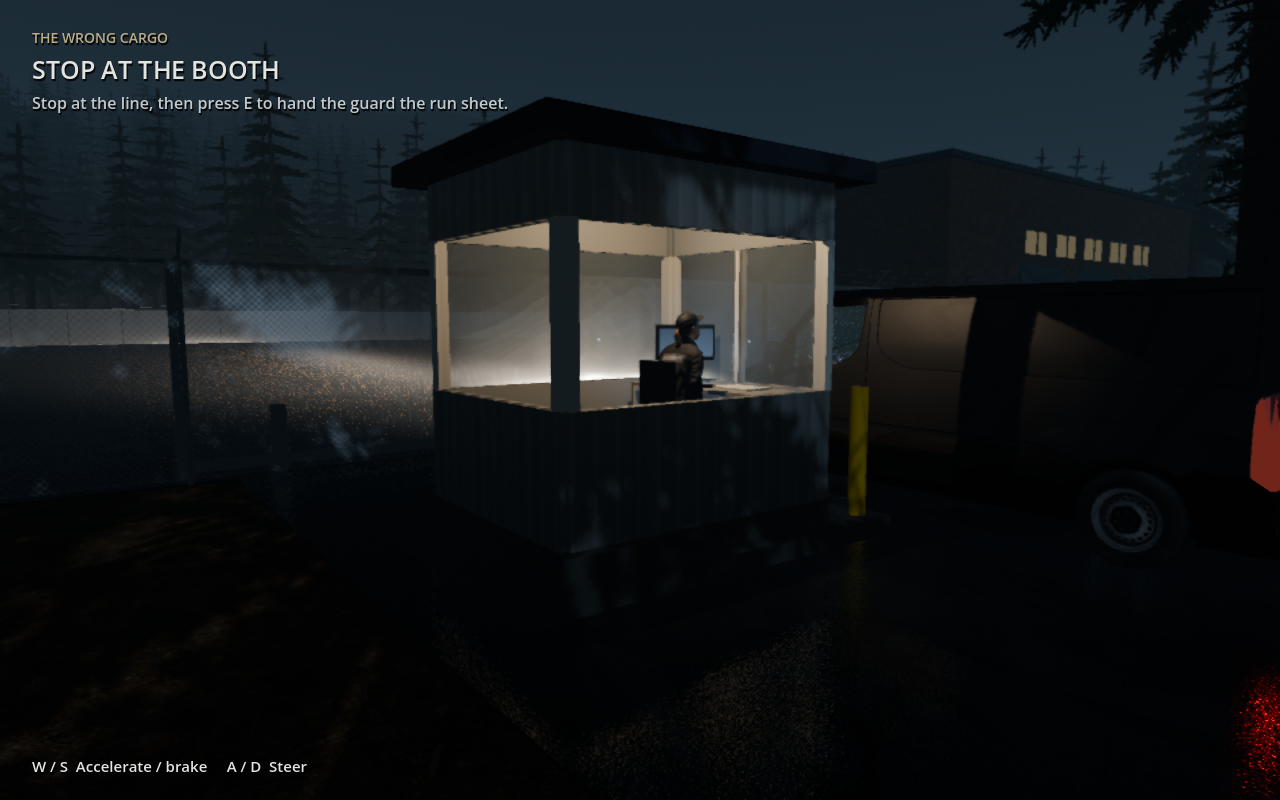 THE WRONG CARGO
STOP AT THE BOOTH
Stop at the line, then press E to hand the guard the run sheet.
W / S Accelerate / brake A / D Steer